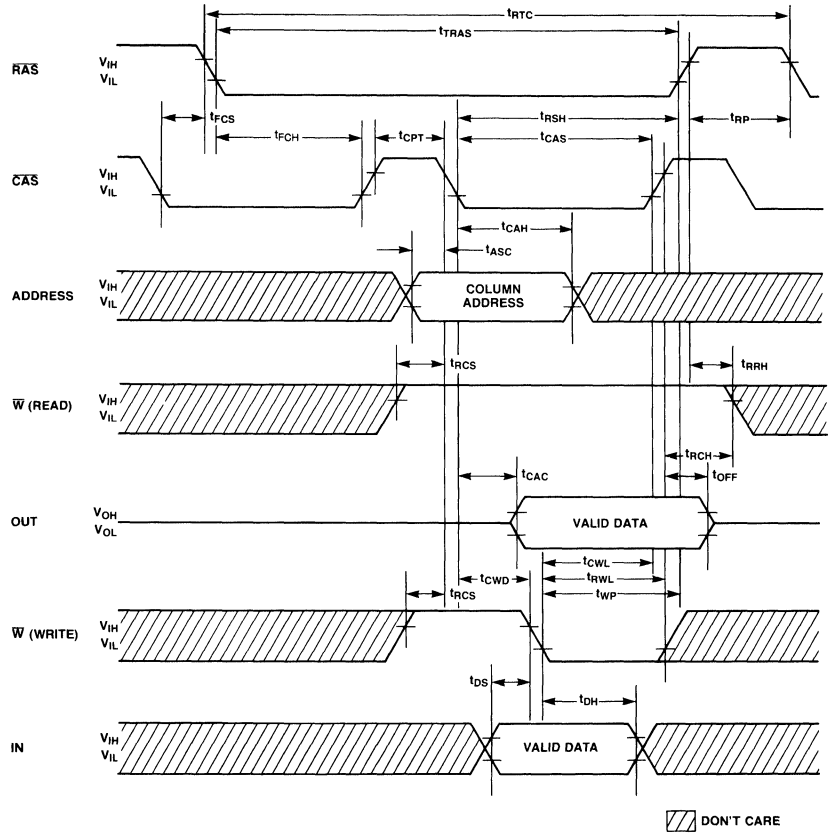 tRTC
tTRAS
RAS
VIH
VIL
tFCS
tFCH
tCPT
tRSH
tCAS
tRP
CAS
VIH
VIL
tCAH
tASC
ADDRESS
VIH
VIL
COLUMN
ADDRESS
tRCS
tRRH
W (READ)
VIH
VIL
tRCH
tCAC
tOFF
OUT
VOH
VOL
VALID DATA
tCWL
tCWD
tRWL
tRCS
tWP
W (WRITE)
VIH
VIL
tDS
tDH
IN
VIH
VIL
VALID DATA
DON'T CARE